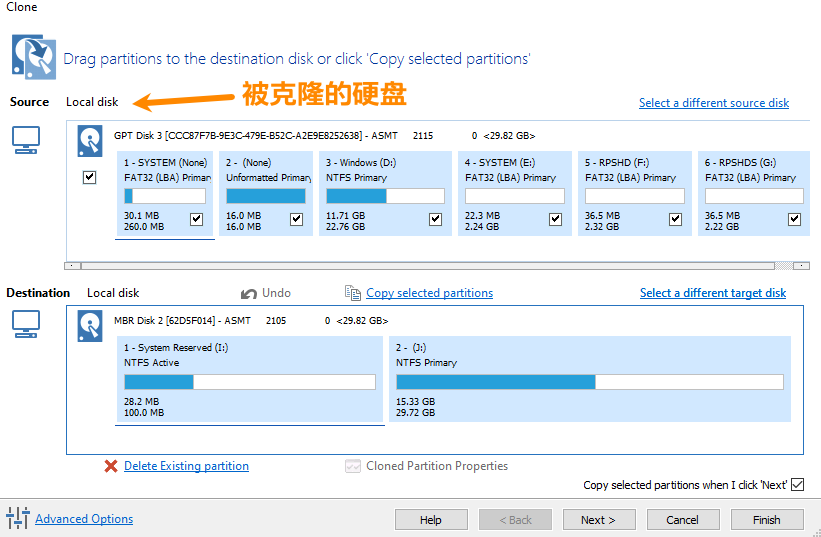 Clone
Drag partitions to the destination disk or click 'Copy selected partitions'
Source Local disk 被克隆的硬盘 Select a different source disk
GPT Disk 3 [CCC87F7B-9E3C-479E-B52C-A2E9E8252638] - ASMT 2115 0 <29.82 GB>
1 - SYSTEM (None)
FAT32 (LBA) Primary
30.1 MB
260.0 MB
2 - (None)
Unformatted Primary
16.0 MB
16.0 MB
3 - Windows (D:)
NTFS Primary
11.71 GB
22.76 GB
4 - SYSTEM (E:)
FAT32 (LBA) Primary
22.3 MB
2.24 GB
5 - RPSHD (F:)
FAT32 (LBA) Primary
36.5 MB
2.32 GB
6 - RPSHDS (G:)
FAT32 (LBA) Primary
36.5 MB
2.22 GB
Destination Local disk Undo Copy selected partitions Select a different target disk
MBR Disk 2 [62D5F014] - ASMT 2105 0 <29.82 GB>
1 - System Reserved (I:)
NTFS Active
28.2 MB
100.0 MB
2 - (J:)
NTFS Primary
15.33 GB
29.72 GB
Delete Existing partition Cloned Partition Properties
Copy selected partitions when I click 'Next'
Advanced Options Help < Back Next > Cancel Finish